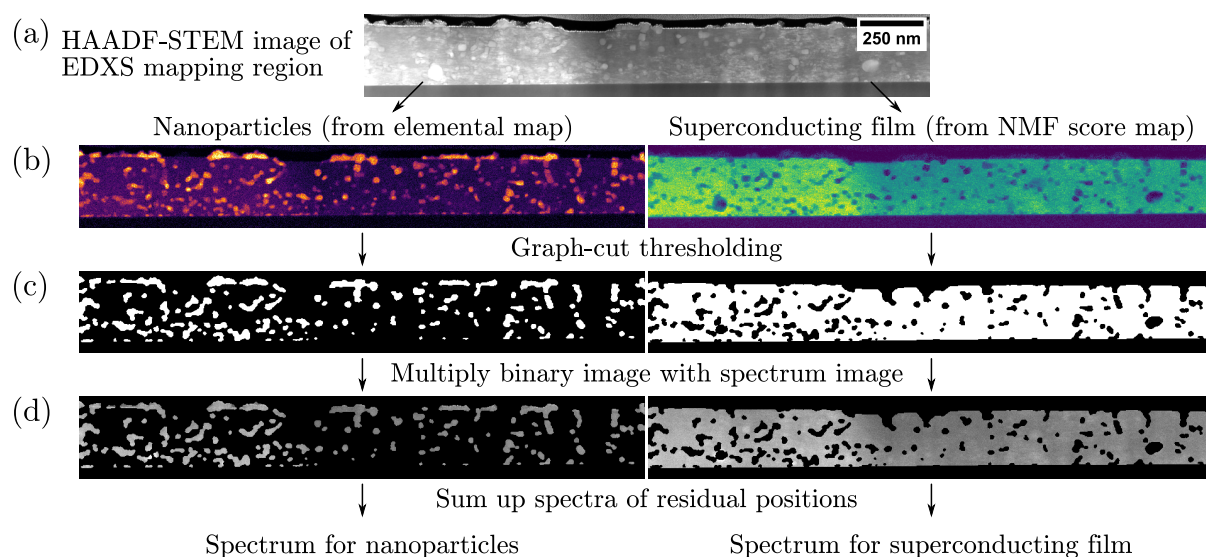 (a)
HAADF-STEM image of
EDXS mapping region
250 nm
Nanoparticles (from elemental map)
Superconducting film (from NMF score map)
(b)
Graph-cut thresholding
(c)
Multiply binary image with spectrum image
(d)
Sum up spectra of residual positions
Spectrum for nanoparticles
Spectrum for superconducting film